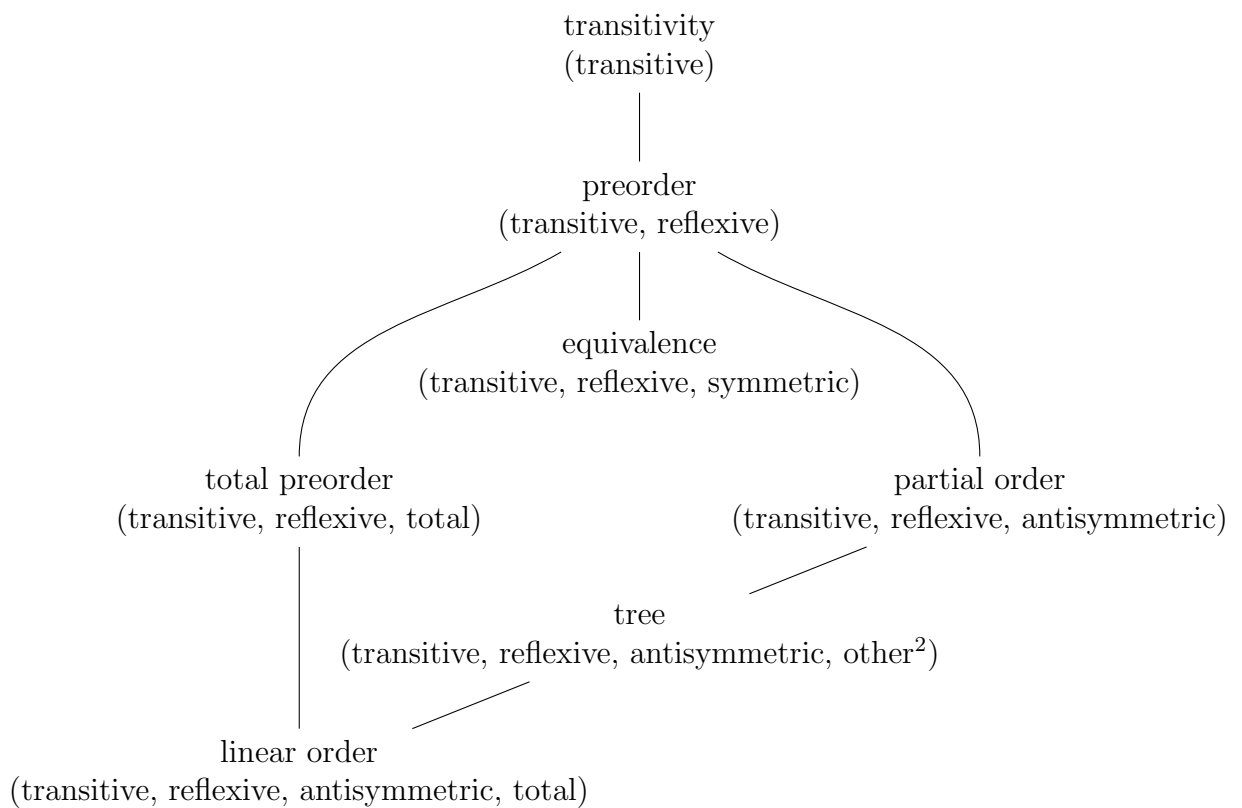 transitivity
(transitive)
preorder
(transitive, reflexive)
equivalence
(transitive, reflexive, symmetric)
total preorder
(transitive, reflexive, total)
partial order
(transitive, reflexive, antisymmetric)
tree
(transitive, reflexive, antisymmetric, other²)
linear order
(transitive, reflexive, antisymmetric, total)